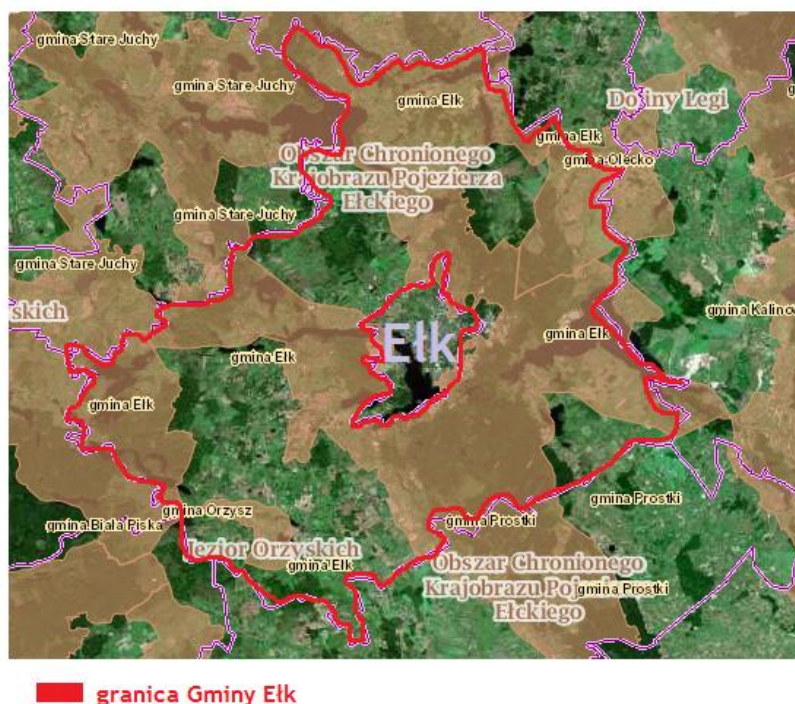 gmina Stare Juchy
gmina Stare Juchy
gmina Ełk
Doliny Legi
gmina Ełk
gmina Olecko
Obszar Chronionego
Krajobrazu Pojezierza
Ełckiego
gmina Stare Juchy
gmina Stare Juchy
skich
gmina Kalinow
gmina Ełk
Ełk
gmina Ełk
gmina Ełk
gmina Prostki
gmina Orzysz
gmina Biała Piska
gmina Prostki
Jezior Orzyskich
gmina Ełk
Obszar Chronionego
Krajobrazu
gmina Prostki
Ełckiego
granica Gminy Ełk